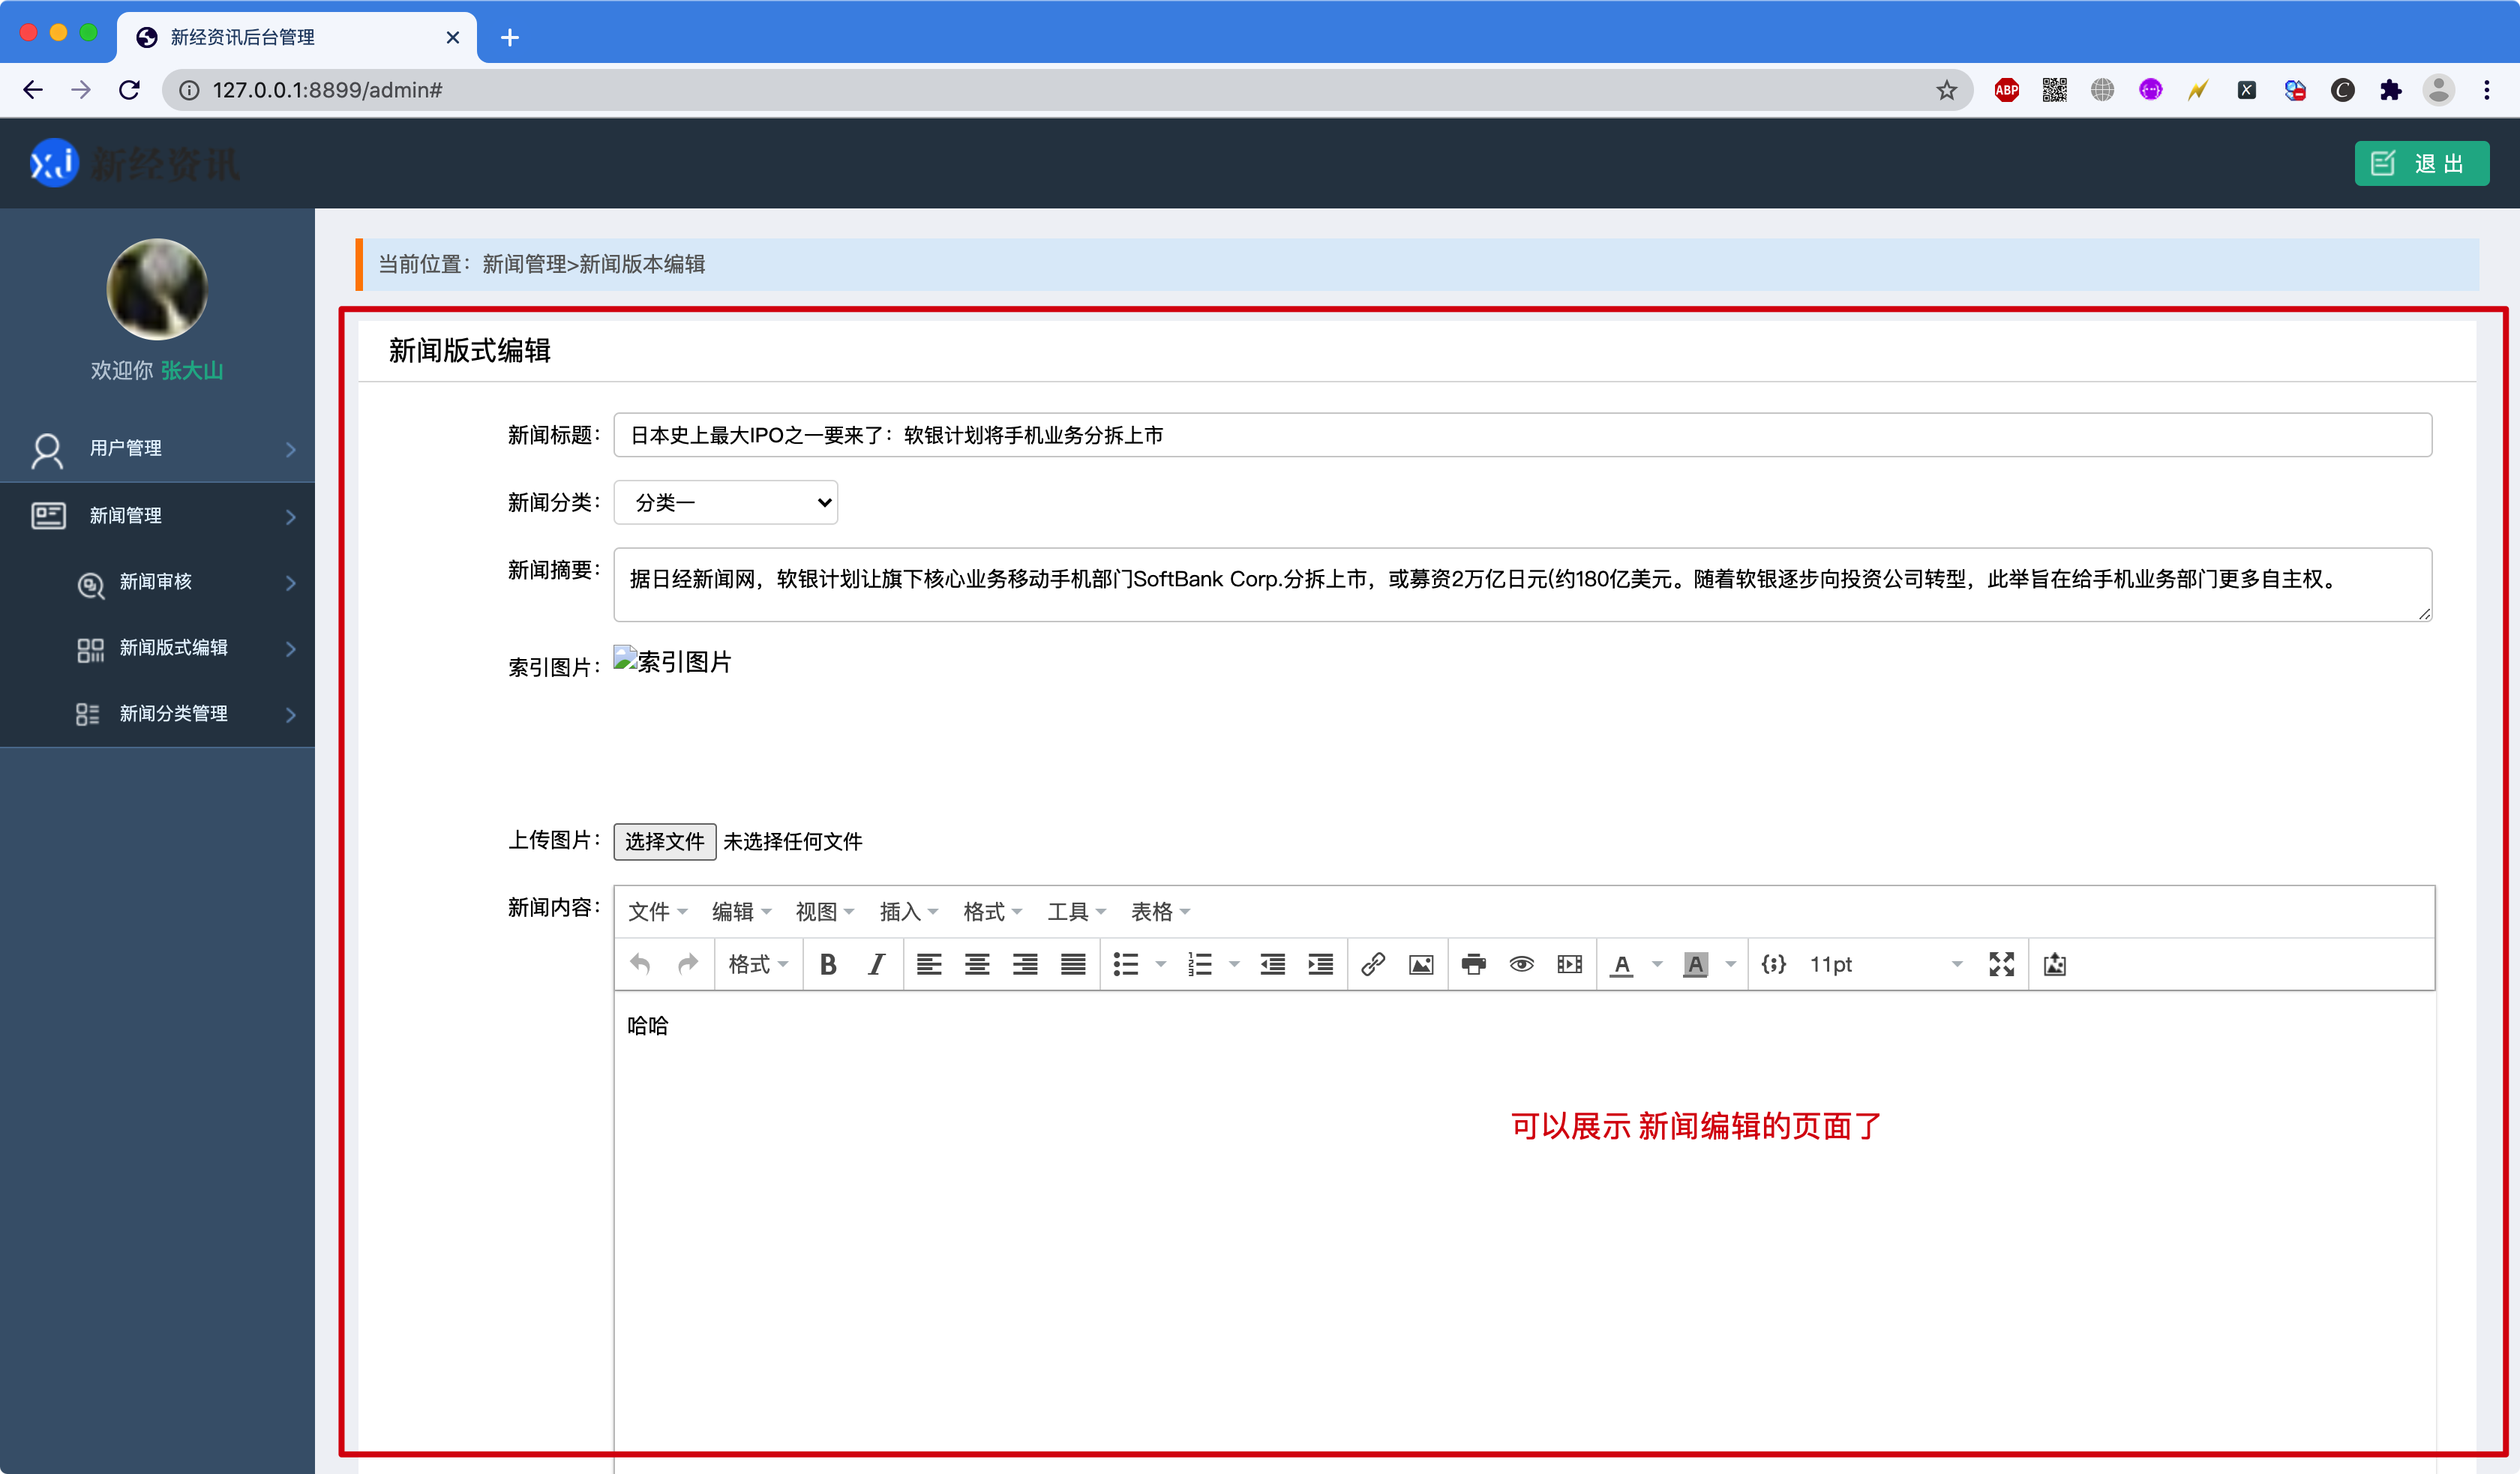 新经资讯后台管理
127.0.0.1:8899/admin#
ABP
新经资讯
退 出
当前位置：新闻管理>新闻版本编辑
欢迎你 张大山
用户管理
新闻管理
新闻审核
新闻版式编辑
新闻分类管理
新闻版式编辑
新闻标题： 日本史上最大IPO之一要来了：软银计划将手机业务分拆上市
新闻分类： 分类一
新闻摘要： 据日经新闻网，软银计划让旗下核心业务移动手机部门SoftBank Corp.分拆上市，或募资2万亿日元(约180亿美元。随着软银逐步向投资公司转型，此举旨在给手机业务部门更多自主权。
索引图片： 索引图片
上传图片： 选择文件 未选择任何文件
新闻内容： 文件 编辑 视图 插入 格式 工具 表格
格式 B I A A {;} 11pt
哈哈
可以展示 新闻编辑的页面了